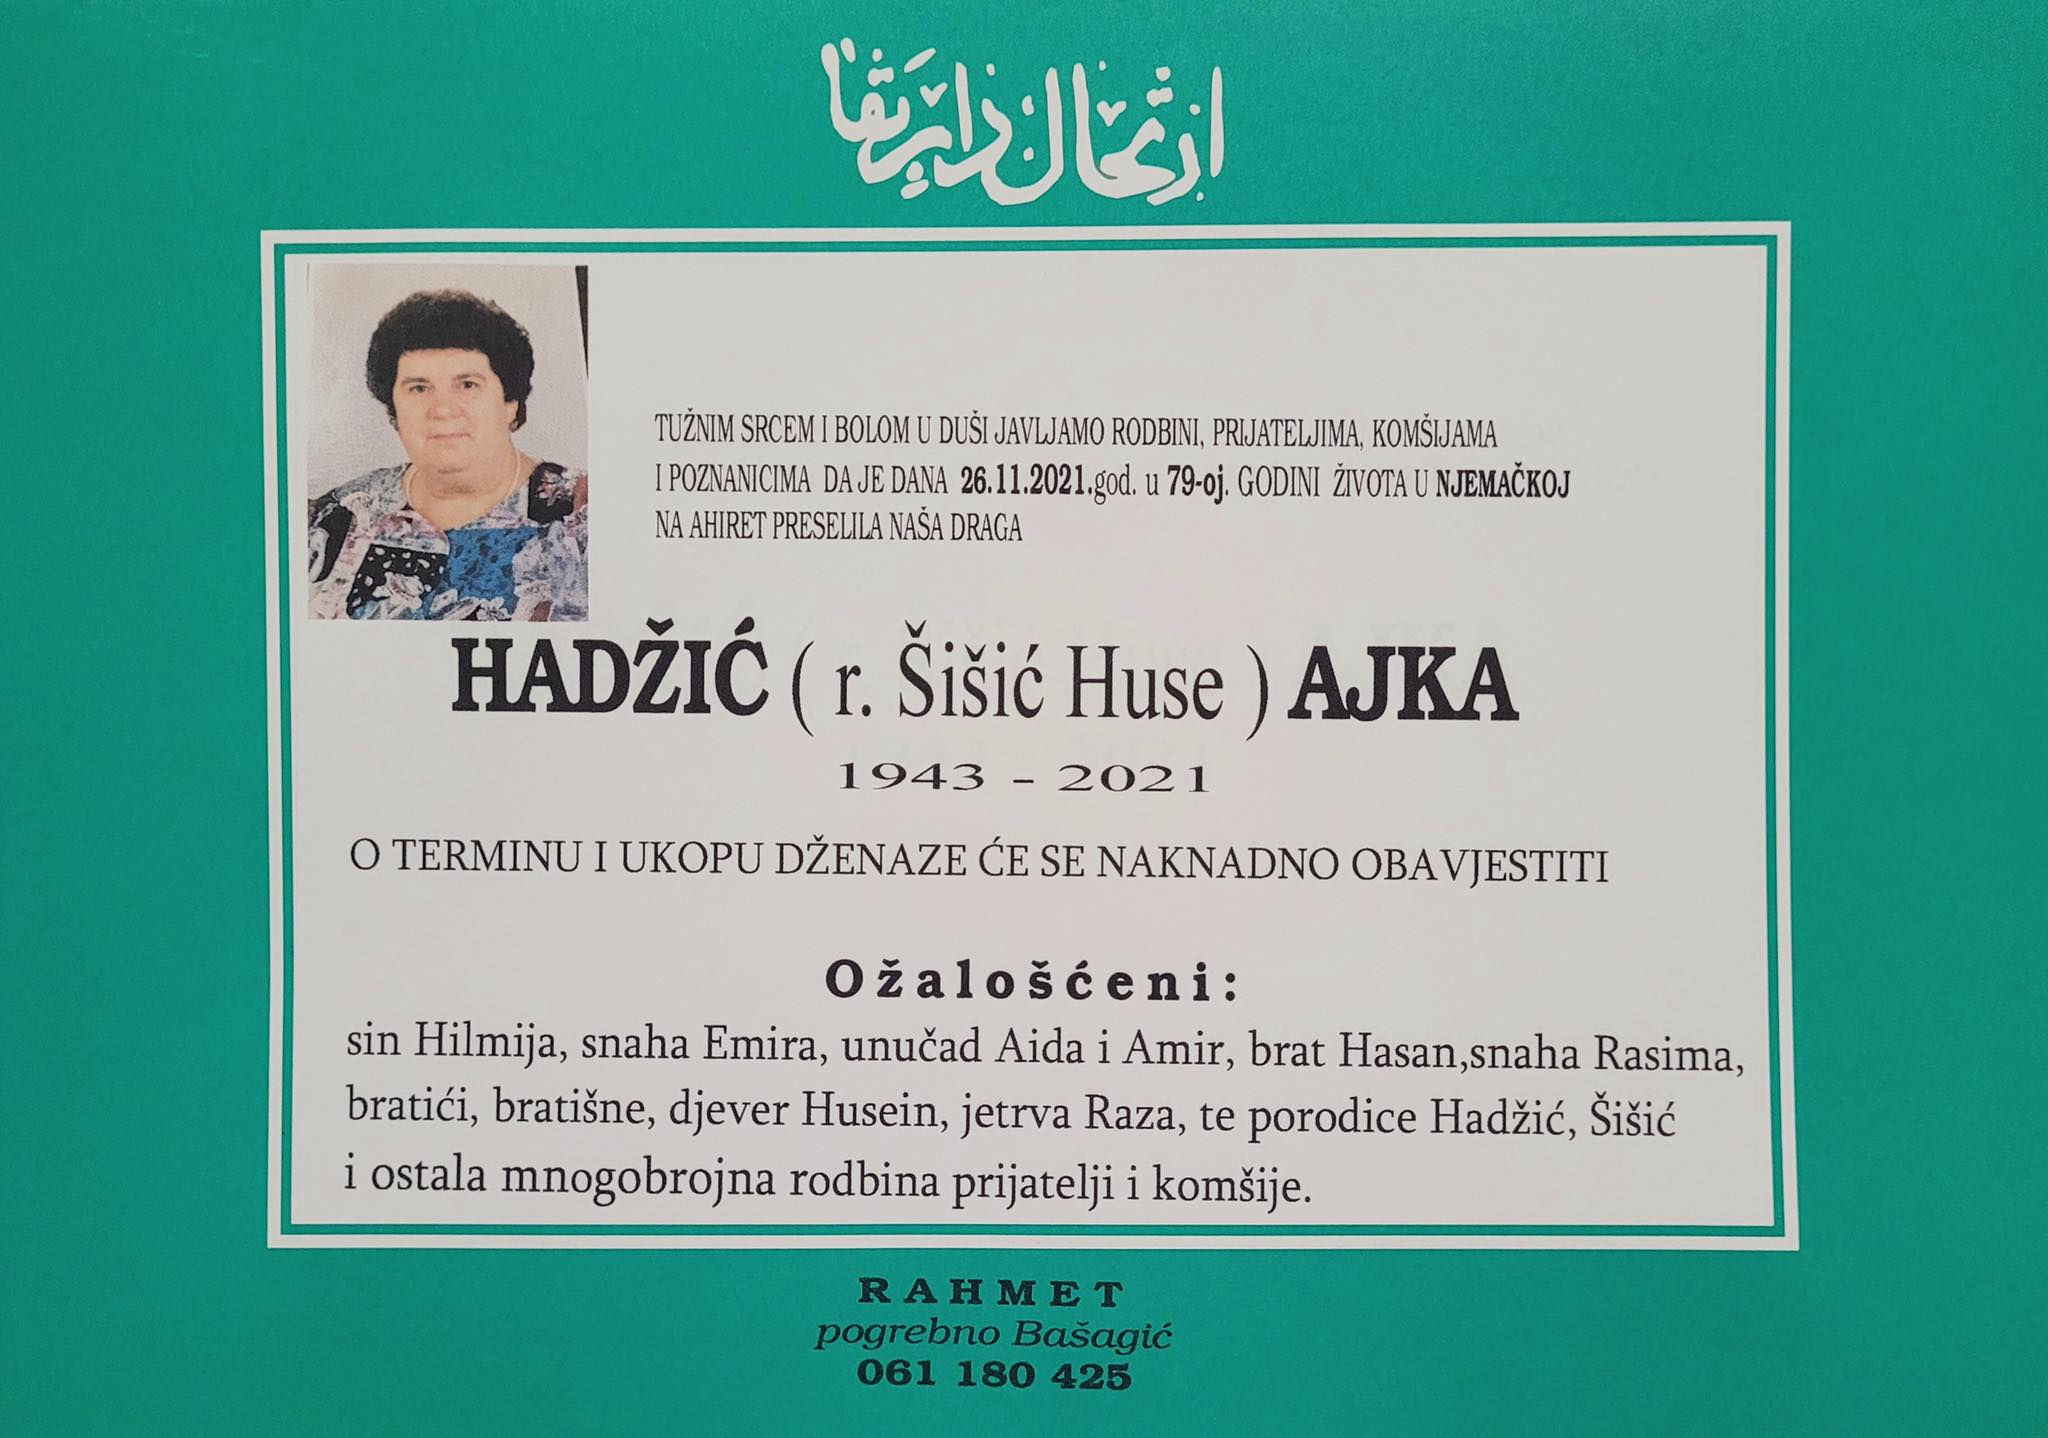 ارتحال دار بقا
TUŽNIM SRCEM I BOLOM U DUŠI JAVLJAMO RODBINI, PRIJATELJIMA, KOMŠIJAMA
I POZNANICIMA DA JE DANA 26.11.2021.god. u 79-oj. GODINI ŽIVOTA U NJEMAČKOJ
NA AHIRET PRESELILA NAŠA DRAGA
HADŽIĆ ( r. Šišić Huse ) AJKA
1943 - 2021
O TERMINU I UKOPU DŽENAZE ĆE SE NAKNADNO OBAVJESTITI
Ožalošćeni:
sin Hilmija, snaha Emira, unučad Aida i Amir, brat Hasan,snaha Rasima,
bratići, bratišne, djever Husein, jetrva Raza, te porodice Hadžić, Šišić
i ostala mnogobrojna rodbina prijatelji i komšije.
RAHMET
pogrebno Bašagić
061 180 425